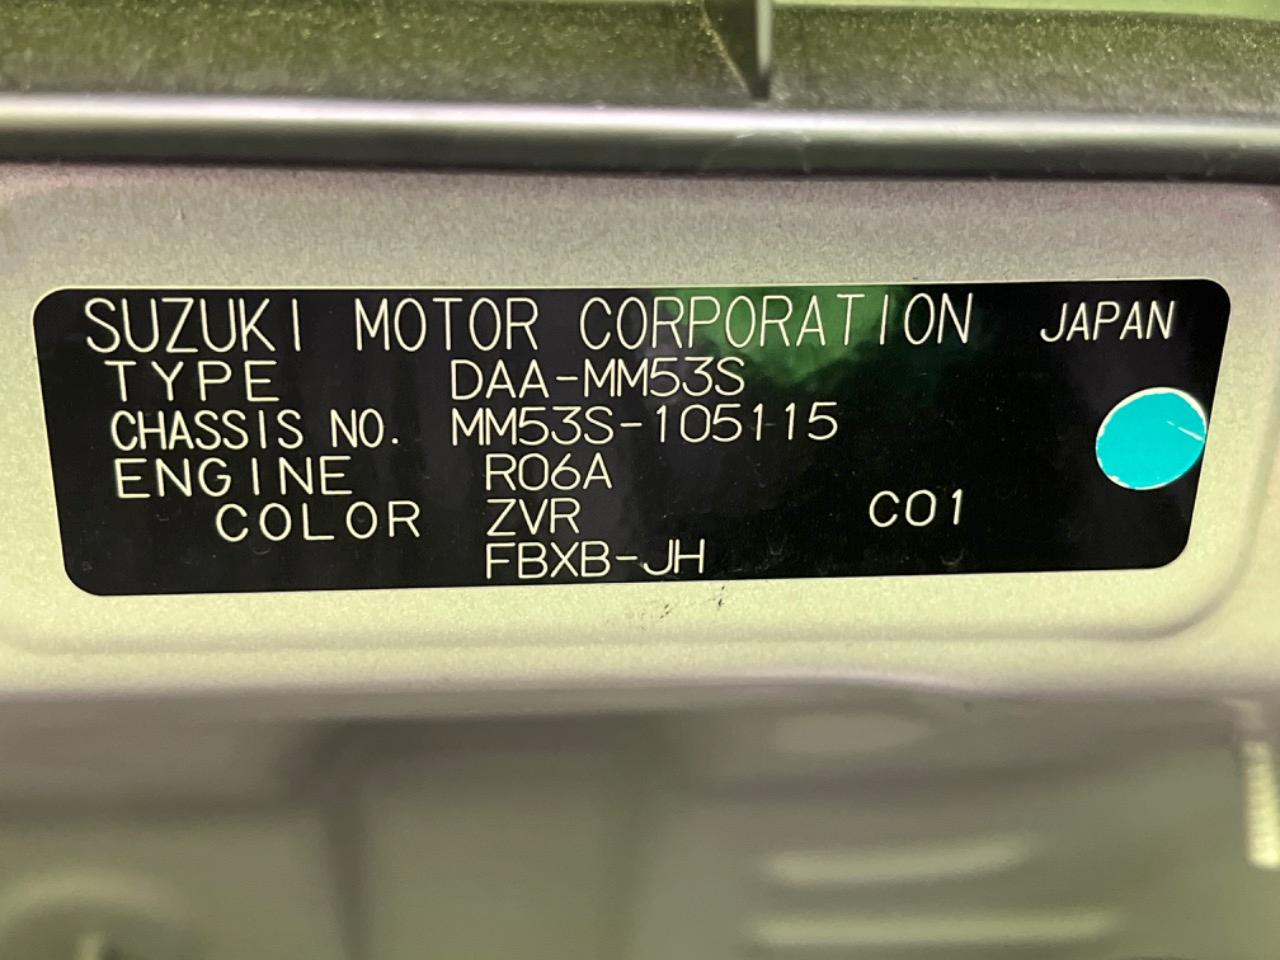 SUZUKI MOTOR CORPORATION JAPAN
TYPE DAA-MM53S
CHASSIS NO. MM53S-105115
ENGINE R06A
COLOR ZVR C01
FBXB-JH